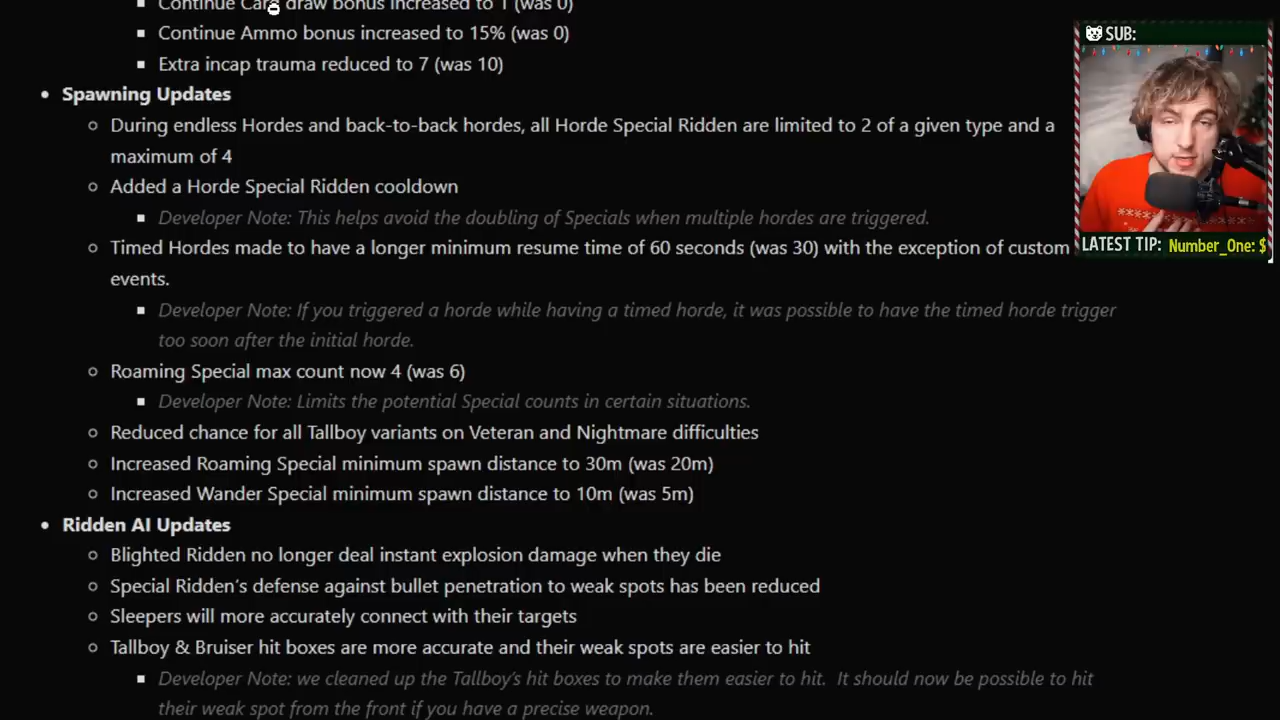 Continue Card draw bonus increased to 1 (was 0)
Continue Ammo bonus increased to 15% (was 0)
Extra incap trauma reduced to 7 (was 10)
Spawning Updates
During endless Hordes and back-to-back hordes, all Horde Special Ridden are limited to 2 of a given type and a
maximum of 4
Added a Horde Special Ridden cooldown
Developer Note: This helps avoid the doubling of Specials when multiple hordes are triggered.
Timed Hordes made to have a longer minimum resume time of 60 seconds (was 30) with the exception of custom
events.
Developer Note: If you triggered a horde while having a timed horde, it was possible to have the timed horde trigger
too soon after the initial horde.
Roaming Special max count now 4 (was 6)
Developer Note: Limits the potential Special counts in certain situations.
Reduced chance for all Tallboy variants on Veteran and Nightmare difficulties
Increased Roaming Special minimum spawn distance to 30m (was 20m)
Increased Wander Special minimum spawn distance to 10m (was 5m)
Ridden AI Updates
Blighted Ridden no longer deal instant explosion damage when they die
Special Ridden's defense against bullet penetration to weak spots has been reduced
Sleepers will more accurately connect with their targets
Tallboy & Bruiser hit boxes are more accurate and their weak spots are easier to hit
Developer Note: we cleaned up the Tallboy's hit boxes to make them easier to hit. It should now be possible to hit
their weak spot from the front if you have a precise weapon.
SUB:
LATEST TIP: Number_One: $